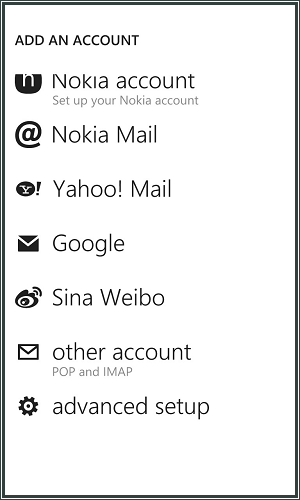 ADD AN ACCOUNT
Nokia account
Set up your Nokia account
@ Nokia Mail
Y! Yahoo! Mail
Google
Sina Weibo
other account
POP and IMAP
advanced setup